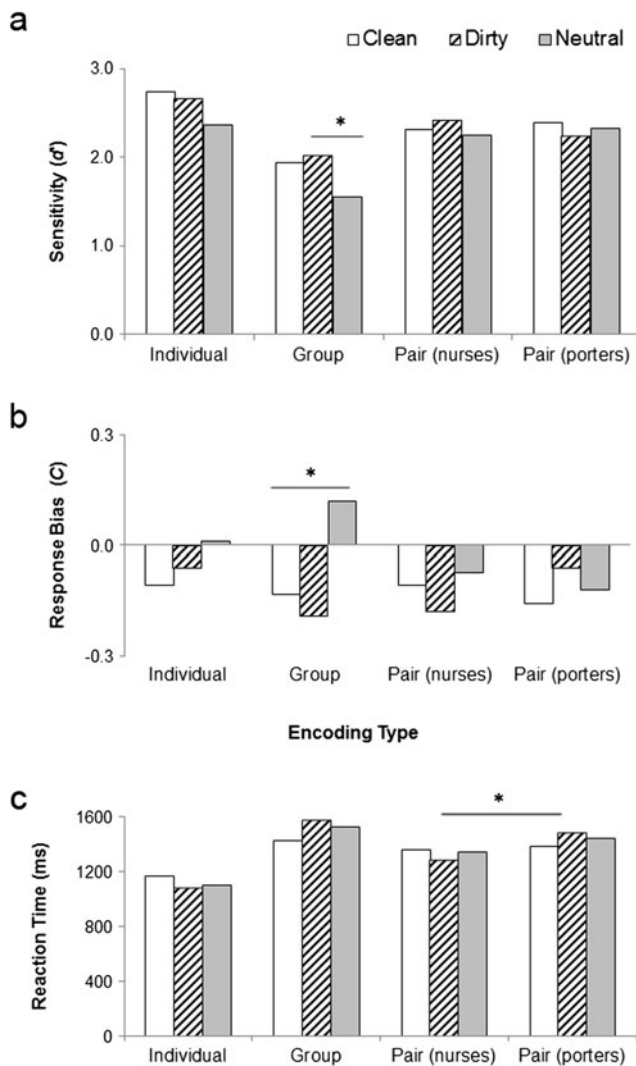 a
Clean Dirty Neutral
Sensitivity (d')
3.0
2.0
1.0
0.0
*
Individual Group Pair (nurses) Pair (porters)
b
Response Bias (C)
0.3
0.0
-0.3
*
Individual Group Pair (nurses) Pair (porters)
Encoding Type
c
Reaction Time (ms)
1600
1200
800
400
0
*
Individual Group Pair (nurses) Pair (porters)